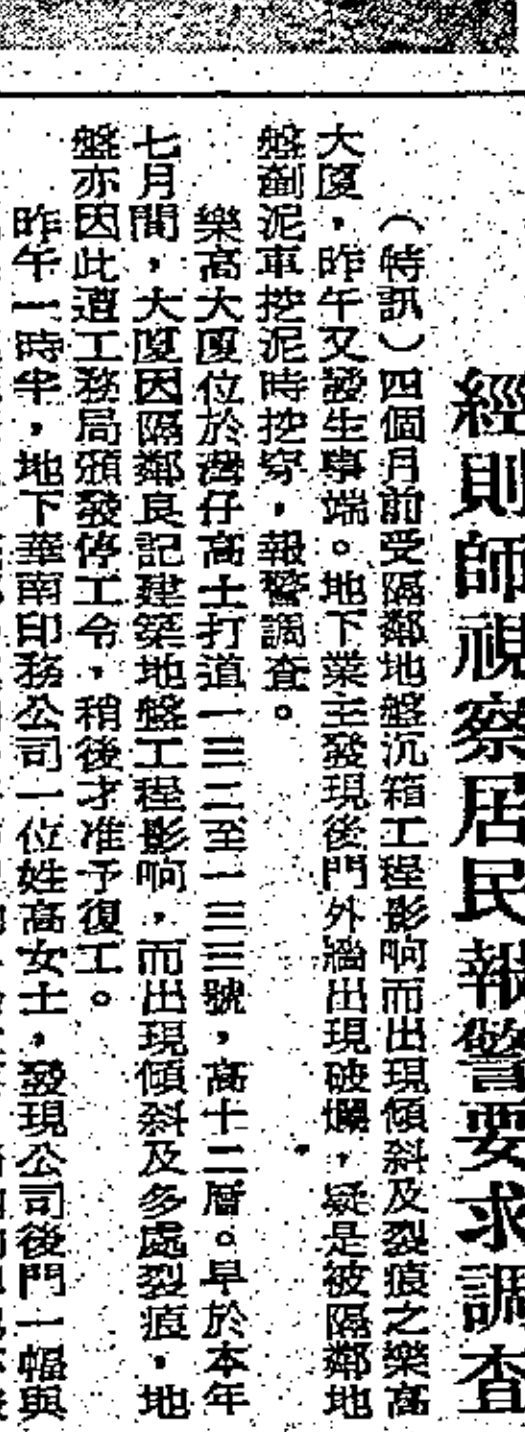 經則師視察居民報警要求調查
（特訊）四個月前受隔鄰地盤沉箱工程影响而出現傾斜及裂痕之樂高
大厦，昨午又發生事端。地下業主發現後門外牆出現破爛，疑是被隔鄰地
盤剷泥車挖泥時挖穿，報警調查。
樂高大厦位於灣仔高士打道一三二至一三三號，高十二層。早於本年
七月間，大厦因隔鄰良記建築地盤工程影响，而出現傾斜及多處裂痕，地
盤亦因此遭工務局頒發停工令，稍後才准予復工。
昨午一時半，地下華南印務公司一位姓高女士，發現公司後門一幅與